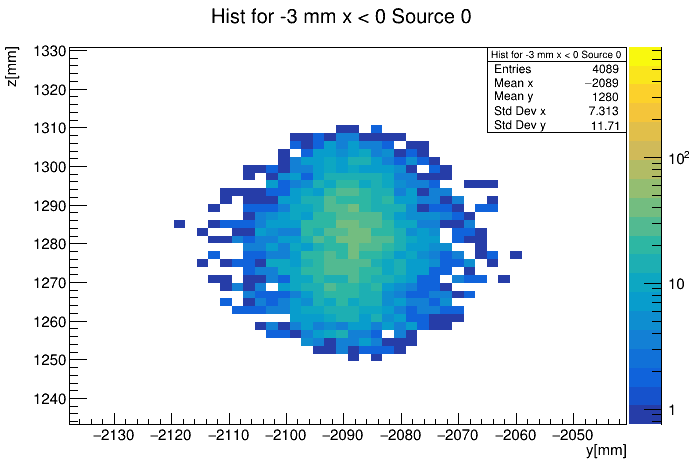 Hist for -3 mm x < 0 Source 0
z[mm]
1330
1320
1310
1300
1290
1280
1270
1260
1250
1240
Hist for -3 mm x < 0 Source 0
Entries 4089
Mean x −2089
Mean y 1280
Std Dev x 7.313
Std Dev y 11.71
10²
10
1
−2130 −2120 −2110 −2100 −2090 −2080 −2070 −2060 −2050
y[mm]